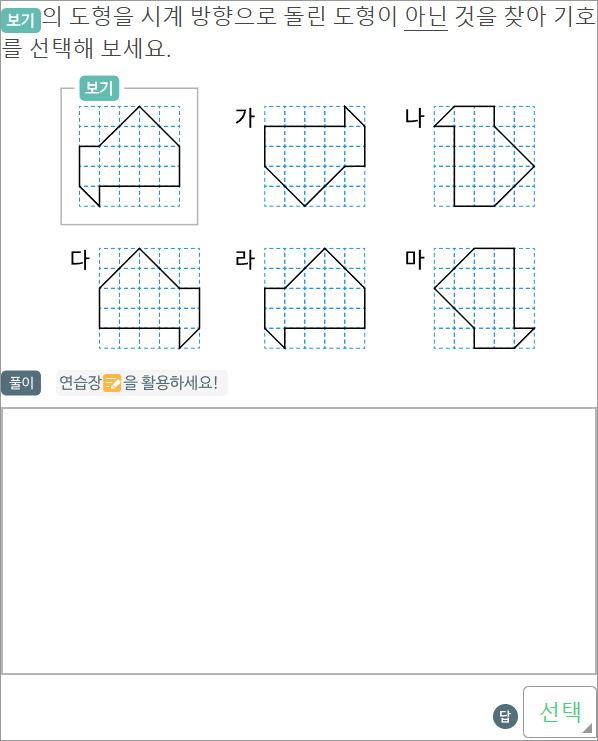 보기의 도형을 시계 방향으로 돌린 도형이 아닌 것을 찾아 기호
를 선택해 보세요.
보기
가
나
다
라
마
풀이 연습장을 활용하세요!
답 선택